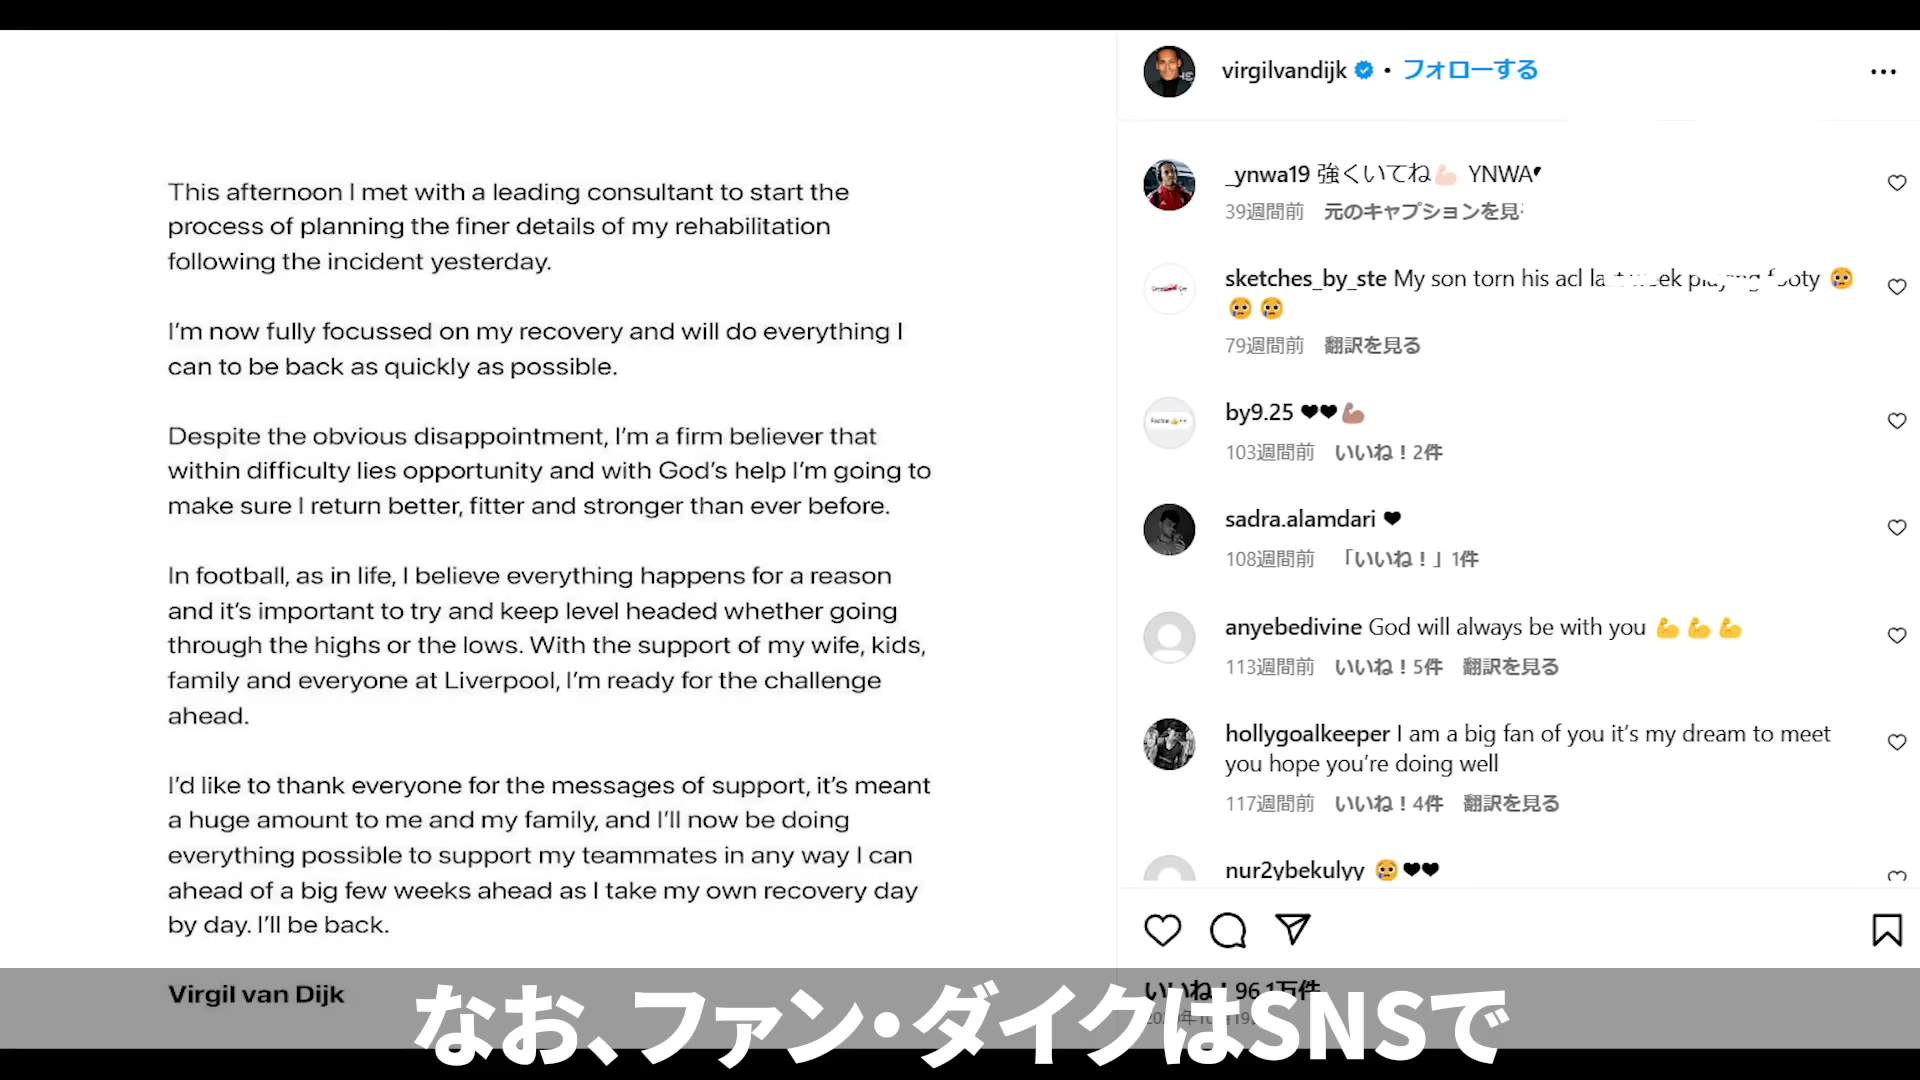 This afternoon I met with a leading consultant to start the
process of planning the finer details of my rehabilitation
following the incident yesterday.
I'm now fully focussed on my recovery and will do everything I
can to be back as quickly as possible.
Despite the obvious disappointment, I'm a firm believer that
within difficulty lies opportunity and with God's help I'm going to
make sure I return better, fitter and stronger than ever before.
In football, as in life, I believe everything happens for a reason
and it's important to try and keep level headed whether going
through the highs or the lows. With the support of my wife, kids,
family and everyone at Liverpool, I'm ready for the challenge
ahead.
I'd like to thank everyone for the messages of support, it's meant
a huge amount to me and my family, and I'll now be doing
everything possible to support my teammates in any way I can
ahead of a big few weeks ahead as I take my own recovery day
by day. I'll be back.
Virgil van Dijk
virgilvandijk • フォローする
_ynwa19 強くいてね💪🏻 YNWA
39週間前 元のキャプションを見
sketches_by_ste My son torn his acl last week playing footy 😢
😢 😢
79週間前 翻訳を見る
by9.25 ❤❤💪🏽
103週間前 いいね！2件
sadra.alamdari ❤
108週間前 「いいね！」1件
anyebedivine God will always be with you 💪 💪 💪
113週間前 いいね！5件 翻訳を見る
hollygoalkeeper I am a big fan of you it's my dream to meet
you hope you're doing well
117週間前 いいね！4件 翻訳を見る
nur2ybekulyy 😢❤❤
いいね！96.1万件
なお、ファン・ダイクはSNSで